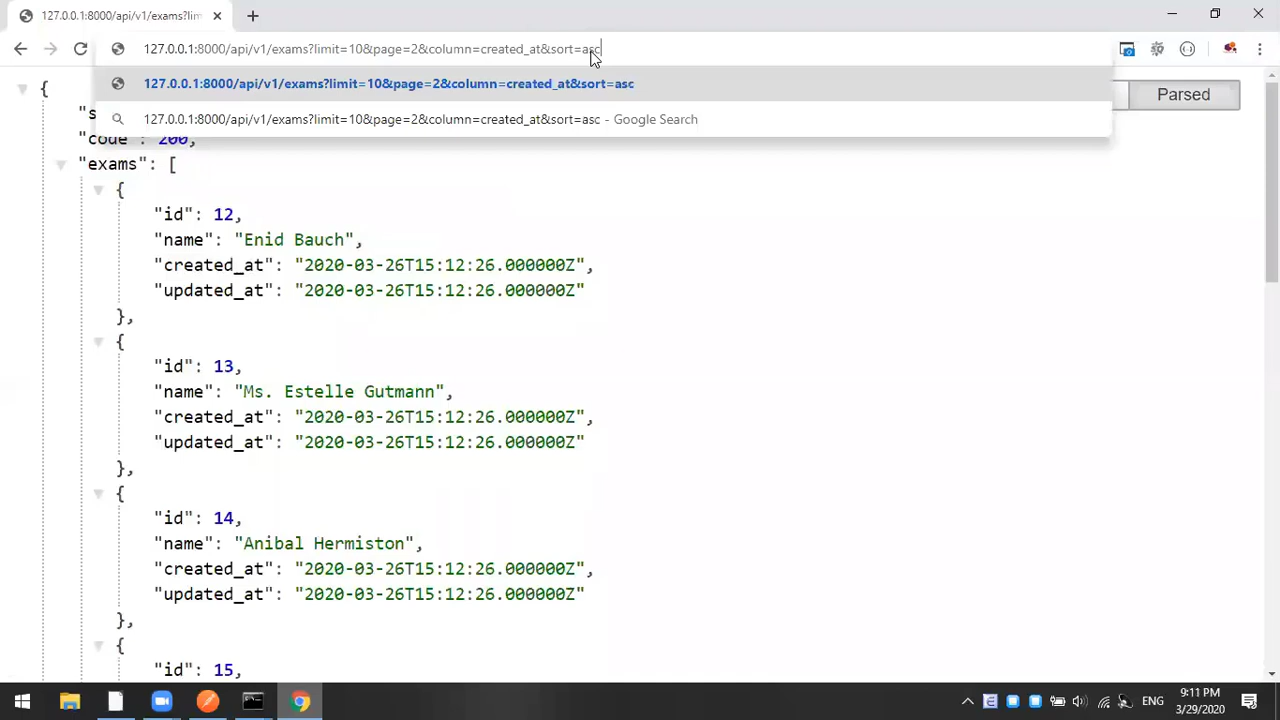 127.0.0.1:8000/api/v1/exams?lim
127.0.0.1:8000/api/v1/exams?limit=10&page=2&column=created_at&sort=asc
127.0.0.1:8000/api/v1/exams?limit=10&page=2&column=created_at&sort=asc
127.0.0.1:8000/api/v1/exams?limit=10&page=2&column=created_at&sort=asc - Google Search
Parsed
{
"s
"code": 200,
"exams": [
{
"id": 12,
"name": "Enid Bauch",
"created_at": "2020-03-26T15:12:26.000000Z",
"updated_at": "2020-03-26T15:12:26.000000Z"
},
{
"id": 13,
"name": "Ms. Estelle Gutmann",
"created_at": "2020-03-26T15:12:26.000000Z",
"updated_at": "2020-03-26T15:12:26.000000Z"
},
{
"id": 14,
"name": "Anibal Hermiston",
"created_at": "2020-03-26T15:12:26.000000Z",
"updated_at": "2020-03-26T15:12:26.000000Z"
},
{
"id": 15,
ENG
9:11 PM
3/29/2020